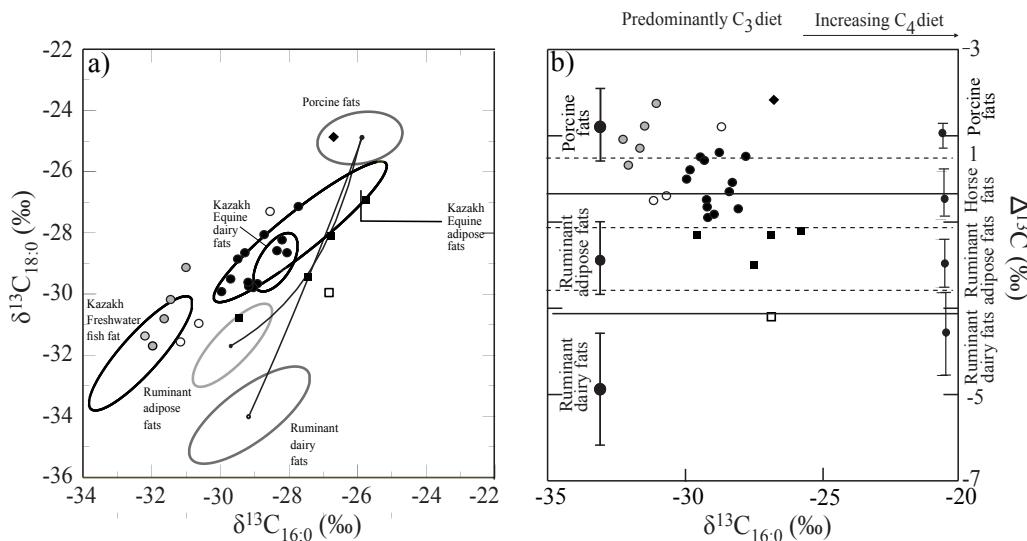 a)
δ¹³C₁₈:₀ (‰)
-22
-24
-26
-28
-30
-32
-34
-36
Porcine fats
Kazakh
Equine
dairy
fats
Kazakh
Equine
adipose
fats
Kazakh
Freshwater
fish fat
Ruminant
adipose
fats
Ruminant
dairy
fats
-34
-32
-30
-28
-26
-24
-22
δ¹³C₁₆:₀ (‰)
Predominantly C₃ diet
Increasing C₄ diet
b)
Porcine
fats
Ruminant
adipose fats
Ruminant
dairy fats
-3
1
-5
-7
Porcine
fats
Horse
fats
Ruminant
adipose fats
Ruminant
dairy fats
Δ¹³C (‰)
-35
-30
-25
-20
δ¹³C₁₆:₀ (‰)